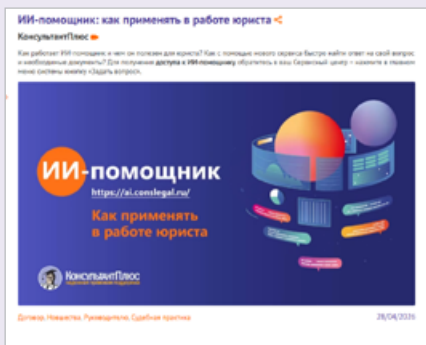 ИИ-помощник: как применять в работе юриста
КонсультантПлюс
Как работает ИИ-помощник и чем он полезен для юриста? Как с помощью нового сервиса быстро найти ответ на свой вопрос
и необходимые документы? Для получения доступа к ИИ-помощнику обратитесь в ваш Сервисный центр – нажмите в главном
меню системы кнопку «Задать вопрос».
ИИ-помощник
https://ai.conslegal.ru/
Как применять
в работе юриста
КонсультантПлюс
Договор, Новшества, Руководителю, Судебная практика
28/04/2026